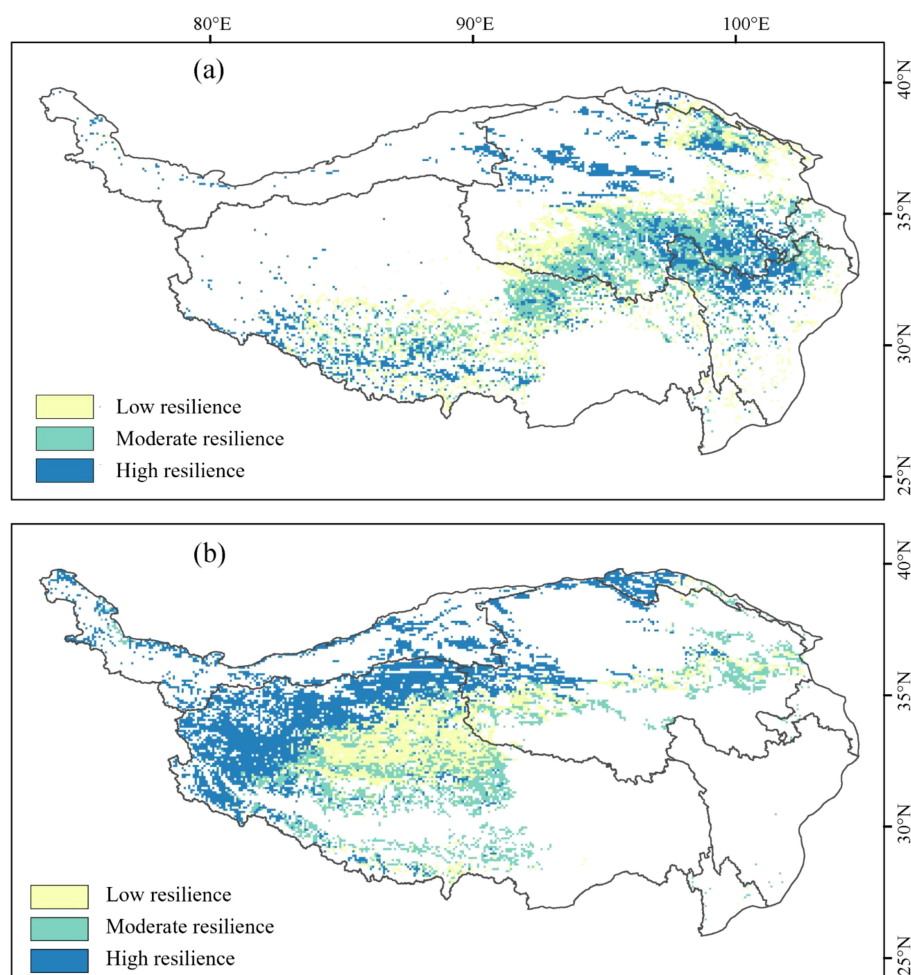 80°E 90°E 100°E
(a)
40°N
35°N
30°N
25°N
Low resilience
Moderate resilience
High resilience
(b)
40°N
35°N
30°N
25°N
Low resilience
Moderate resilience
High resilience